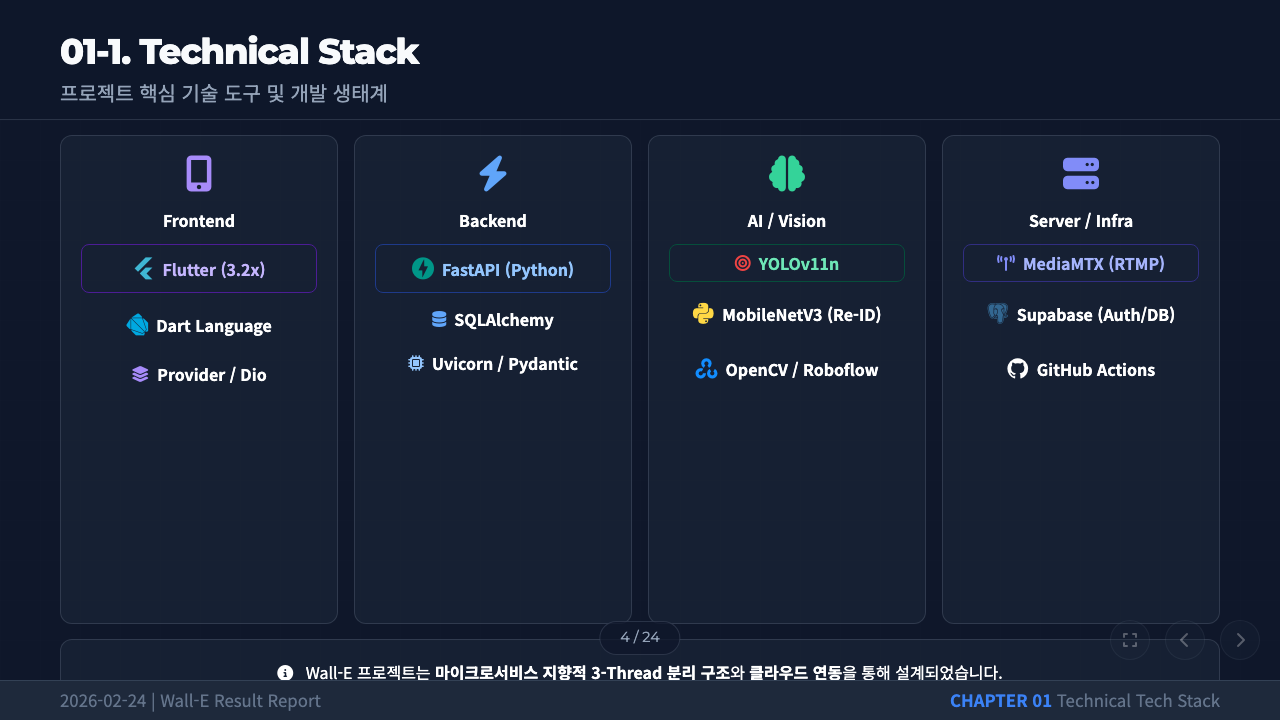 01-1. Technical Stack
프로젝트 핵심 기술 도구 및 개발 생태계
Frontend
Flutter (3.2x)
Dart Language
Provider / Dio
Backend
FastAPI (Python)
SQLAlchemy
Uvicorn / Pydantic
AI / Vision
YOLOv11n
MobileNetV3 (Re-ID)
OpenCV / Roboflow
Server / Infra
MediaMTX (RTMP)
Supabase (Auth/DB)
GitHub Actions
4 / 24
Wall-E 프로젝트는 마이크로서비스 지향적 3-Thread 분리 구조와 클라우드 연동을 통해 설계되었습니다.
2026-02-24 | Wall-E Result Report
CHAPTER 01 Technical Tech Stack